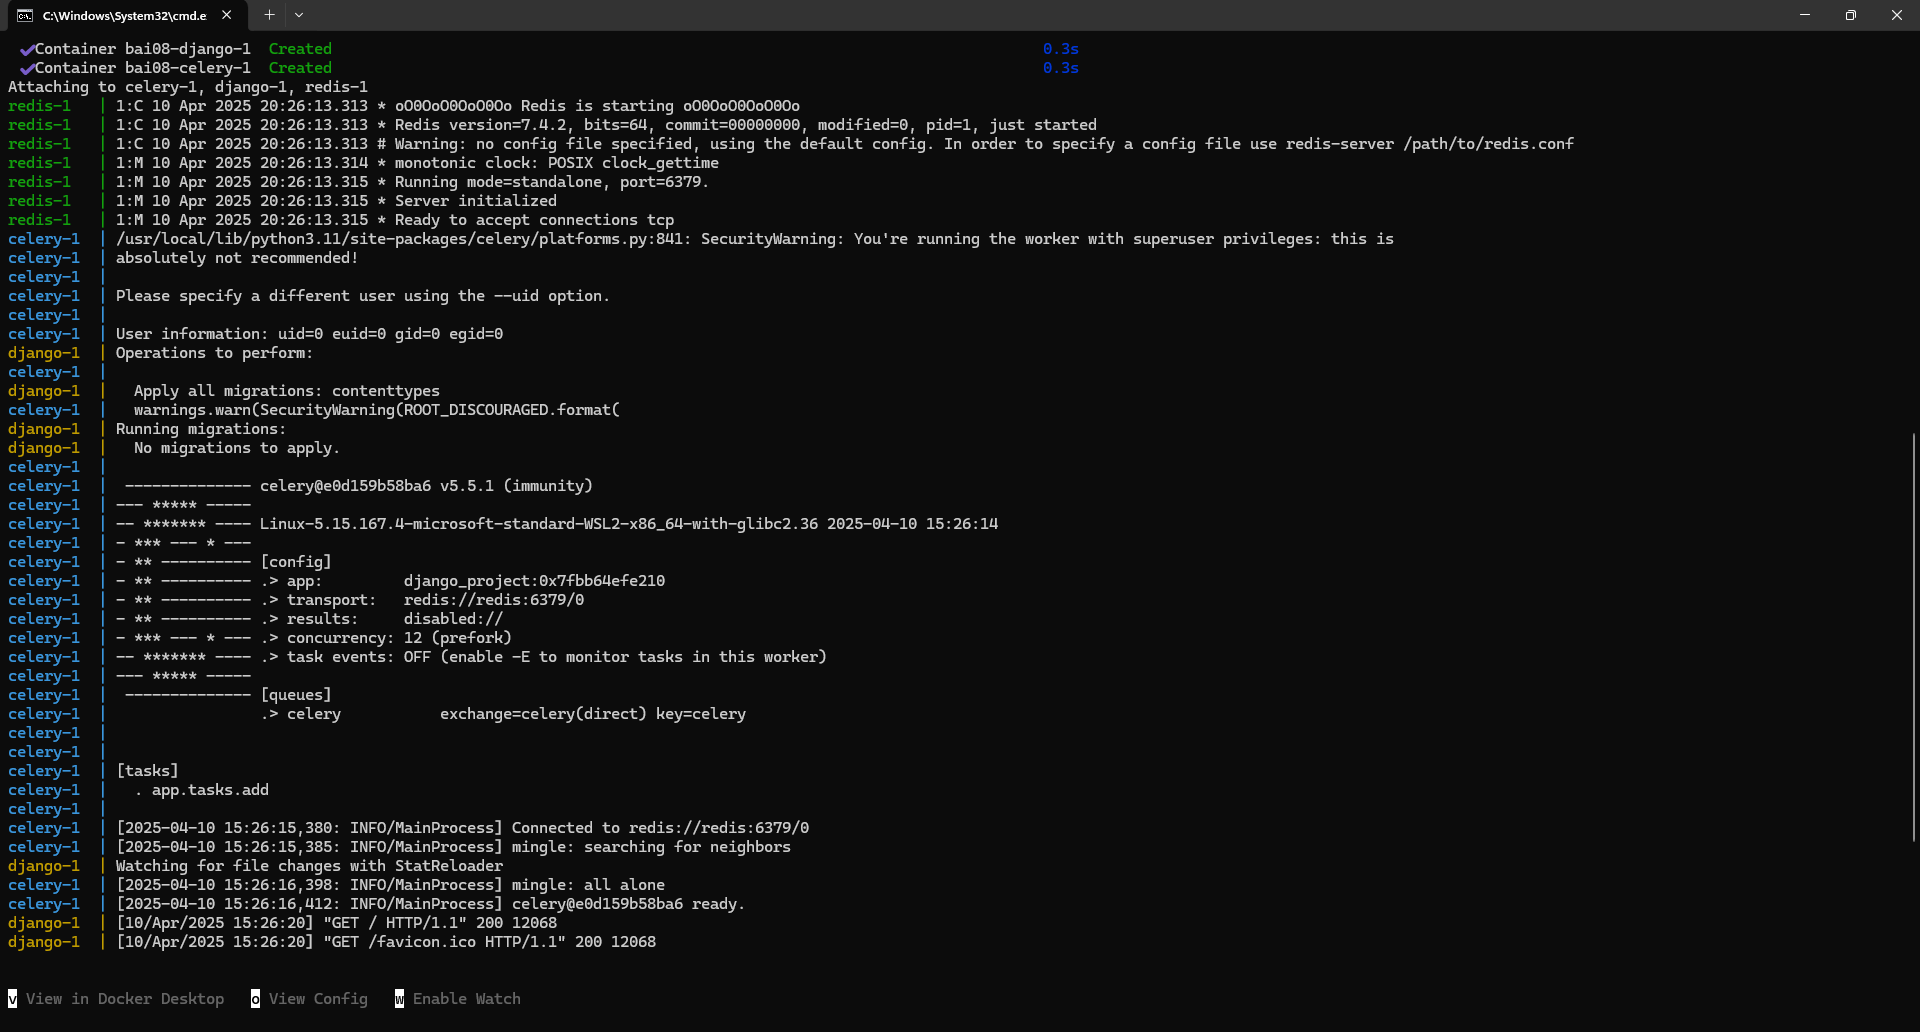 C:\Windows\System32\cmd.e
Container bai08-django-1  Created  0.3s
Container bai08-celery-1  Created  0.3s
Attaching to celery-1, django-1, redis-1
redis-1   | 1:C 10 Apr 2025 20:26:13.313 * oO0OoO0OoO0Oo Redis is starting oO0OoO0OoO0Oo
redis-1   | 1:C 10 Apr 2025 20:26:13.313 * Redis version=7.4.2, bits=64, commit=00000000, modified=0, pid=1, just started
redis-1   | 1:C 10 Apr 2025 20:26:13.313 # Warning: no config file specified, using the default config. In order to specify a config file use redis-server /path/to/redis.conf
redis-1   | 1:M 10 Apr 2025 20:26:13.314 * monotonic clock: POSIX clock_gettime
redis-1   | 1:M 10 Apr 2025 20:26:13.315 * Running mode=standalone, port=6379.
redis-1   | 1:M 10 Apr 2025 20:26:13.315 * Server initialized
redis-1   | 1:M 10 Apr 2025 20:26:13.315 * Ready to accept connections tcp
celery-1  | /usr/local/lib/python3.11/site-packages/celery/platforms.py:841: SecurityWarning: You're running the worker with superuser privileges: this is
celery-1  | absolutely not recommended!
celery-1  |
celery-1  | Please specify a different user using the --uid option.
celery-1  |
celery-1  | User information: uid=0 euid=0 gid=0 egid=0
django-1  | Operations to perform:
celery-1  |
django-1  |   Apply all migrations: contenttypes
celery-1  |   warnings.warn(SecurityWarning(ROOT_DISCOURAGED.format(
django-1  | Running migrations:
django-1  |   No migrations to apply.
celery-1  |
celery-1  |  -------------- celery@e0d159b58ba6 v5.5.1 (immunity)
celery-1  | --- ***** -----
celery-1  | -- ******* ---- Linux-5.15.167.4-microsoft-standard-WSL2-x86_64-with-glibc2.36 2025-04-10 15:26:14
celery-1  | - *** --- * ---
celery-1  | - ** ---------- [config]
celery-1  | - ** ---------- .> app:         django_project:0x7fbb64efe210
celery-1  | - ** ---------- .> transport:   redis://redis:6379/0
celery-1  | - ** ---------- .> results:     disabled://
celery-1  | - *** --- * --- .> concurrency: 12 (prefork)
celery-1  | -- ******* ---- .> task events: OFF (enable -E to monitor tasks in this worker)
celery-1  | --- ***** -----
celery-1  |  -------------- [queues]
celery-1  |                 .> celery           exchange=celery(direct) key=celery
celery-1  |
celery-1  |
celery-1  | [tasks]
celery-1  |   . app.tasks.add
celery-1  |
celery-1  | [2025-04-10 15:26:15,380: INFO/MainProcess] Connected to redis://redis:6379/0
celery-1  | [2025-04-10 15:26:15,385: INFO/MainProcess] mingle: searching for neighbors
django-1  | Watching for file changes with StatReloader
celery-1  | [2025-04-10 15:26:16,398: INFO/MainProcess] mingle: all alone
celery-1  | [2025-04-10 15:26:16,412: INFO/MainProcess] celery@e0d159b58ba6 ready.
django-1  | [10/Apr/2025 15:26:20] "GET / HTTP/1.1" 200 12068
django-1  | [10/Apr/2025 15:26:20] "GET /favicon.ico HTTP/1.1" 200 12068
v View in Docker Desktop   o View Config   w Enable Watch